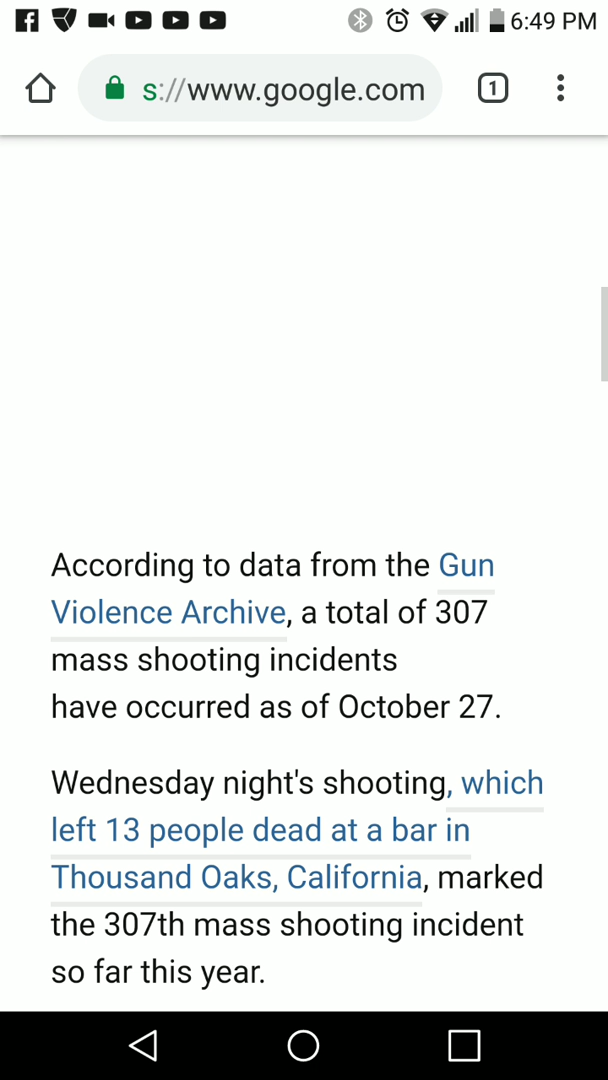 6:49 PM
s://www.google.com
1
According to data from the Gun
Violence Archive, a total of 307
mass shooting incidents
have occurred as of October 27.
Wednesday night's shooting, which
left 13 people dead at a bar in
Thousand Oaks, California, marked
the 307th mass shooting incident
so far this year.